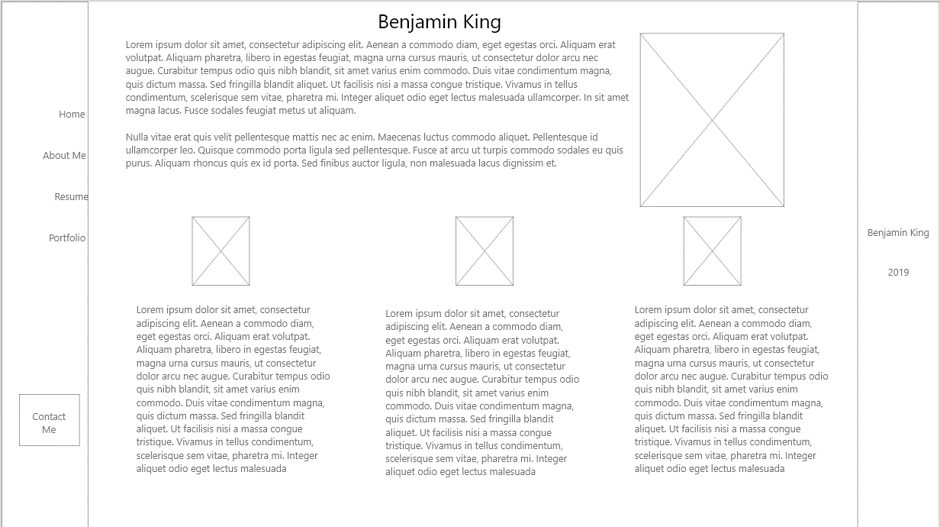 Benjamin King
Lorem ipsum dolor sit amet, consectetur adipiscing elit. Aenean a commodo diam, eget egestas orci. Aliquam erat
volutpat. Aliquam pharetra, libero in egestas feugiat, magna urna cursus mauris, ut consectetur dolor arcu nec
augue. Curabitur tempus odio quis nibh blandit, sit amet varius enim commodo. Duis vitae condimentum magna,
quis dictum massa. Sed fringilla blandit aliquet. Ut facilisis nisi a massa congue tristique. Vivamus in tellus
condimentum, scelerisque sem vitae, pharetra mi. Integer aliquet odio eget lectus malesuada ullamcorper. In sit amet
magna lacus. Fusce sodales feugiat metus ut aliquam.
Nulla vitae erat quis velit pellentesque mattis nec ac enim. Maecenas luctus commodo aliquet. Pellentesque id
ullamcorper leo. Quisque commodo porta ligula sed pellentesque. Fusce at arcu ut turpis commodo sodales eu quis
purus. Aliquam rhoncus quis ex id porta. Sed finibus auctor ligula, non malesuada lacus dignissim et.
Home
About Me
Resume
Portfolio
Contact
Me
Lorem ipsum dolor sit amet, consectetur
adipiscing elit. Aenean a commodo diam,
eget egestas orci. Aliquam erat volutpat.
Aliquam pharetra, libero in egestas feugiat,
magna urna cursus mauris, ut consectetur
dolor arcu nec augue. Curabitur tempus odio
quis nibh blandit, sit amet varius enim
commodo. Duis vitae condimentum magna,
quis dictum massa. Sed fringilla blandit
aliquet. Ut facilisis nisi a massa congue
tristique. Vivamus in tellus condimentum,
scelerisque sem vitae, pharetra mi. Integer
aliquet odio eget lectus malesuada
Lorem ipsum dolor sit amet, consectetur
adipiscing elit. Aenean a commodo diam,
eget egestas orci. Aliquam erat volutpat.
Aliquam pharetra, libero in egestas feugiat,
magna urna cursus mauris, ut consectetur
dolor arcu nec augue. Curabitur tempus odio
quis nibh blandit, sit amet varius enim
commodo. Duis vitae condimentum magna,
quis dictum massa. Sed fringilla blandit
aliquet. Ut facilisis nisi a massa congue
tristique. Vivamus in tellus condimentum,
scelerisque sem vitae, pharetra mi. Integer
aliquet odio eget lectus malesuada
Lorem ipsum dolor sit amet, consectetur
adipiscing elit. Aenean a commodo diam,
eget egestas orci. Aliquam erat volutpat.
Aliquam pharetra, libero in egestas feugiat,
magna urna cursus mauris, ut consectetur
dolor arcu nec augue. Curabitur tempus odio
quis nibh blandit, sit amet varius enim
commodo. Duis vitae condimentum magna,
quis dictum massa. Sed fringilla blandit
aliquet. Ut facilisis nisi a massa congue
tristique. Vivamus in tellus condimentum,
scelerisque sem vitae, pharetra mi. Integer
aliquet odio eget lectus malesuada
Benjamin King
2019